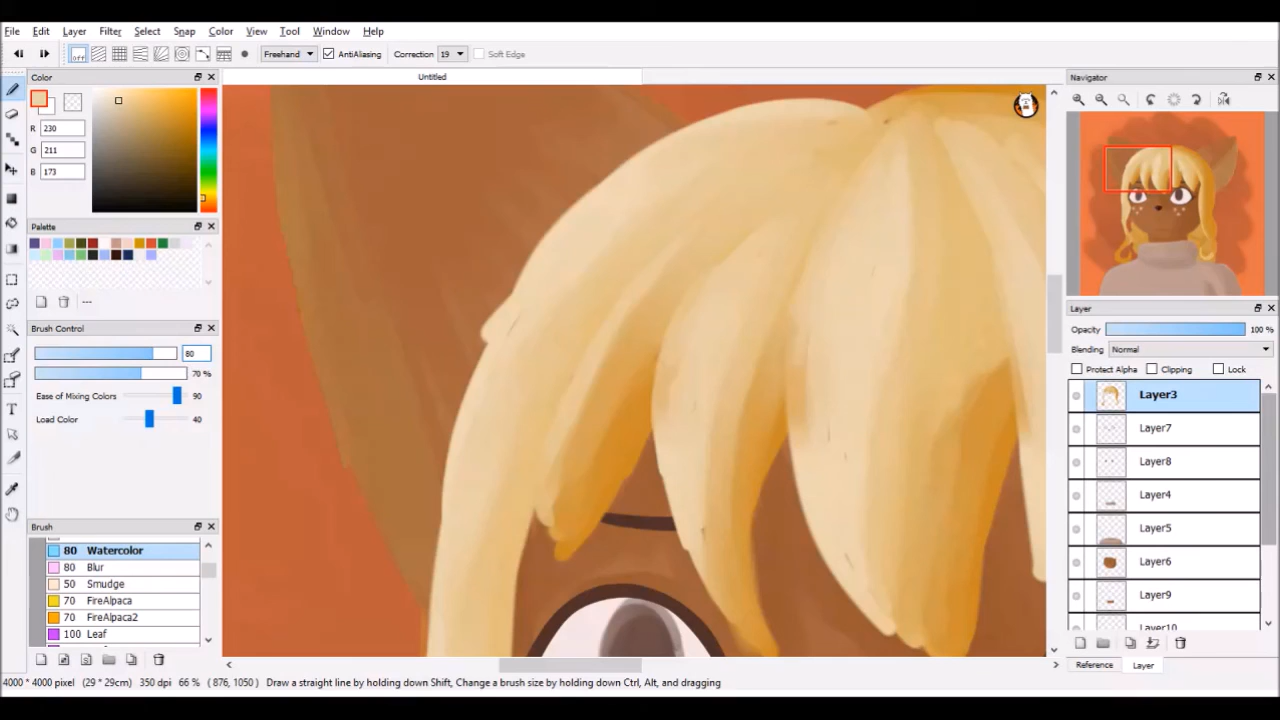 File Edit Layer Filter Select Snap Color View Tool Window Help
off Freehand AntiAliasing Correction 19 Soft Edge
Color
R 230
G 211
B 173
Palette
---
Brush Control
80
70 %
Ease of Mixing Colors 90
Load Color 40
Brush
80 Watercolor
80 Blur
50 Smudge
70 FireAlpaca
70 FireAlpaca2
100 Leaf
Untitled
Navigator
Layer
Opacity 100 %
Blending Normal
Protect Alpha Clipping Lock
Layer3
Layer7
Layer8
Layer4
Layer5
Layer6
Layer9
Layer10
Reference Layer
4000 * 4000 pixel (29 * 29cm) 350 dpi 66 % ( 876, 1050 ) Draw a straight line by holding down Shift, Change a brush size by holding down Ctrl, Alt, and dragging